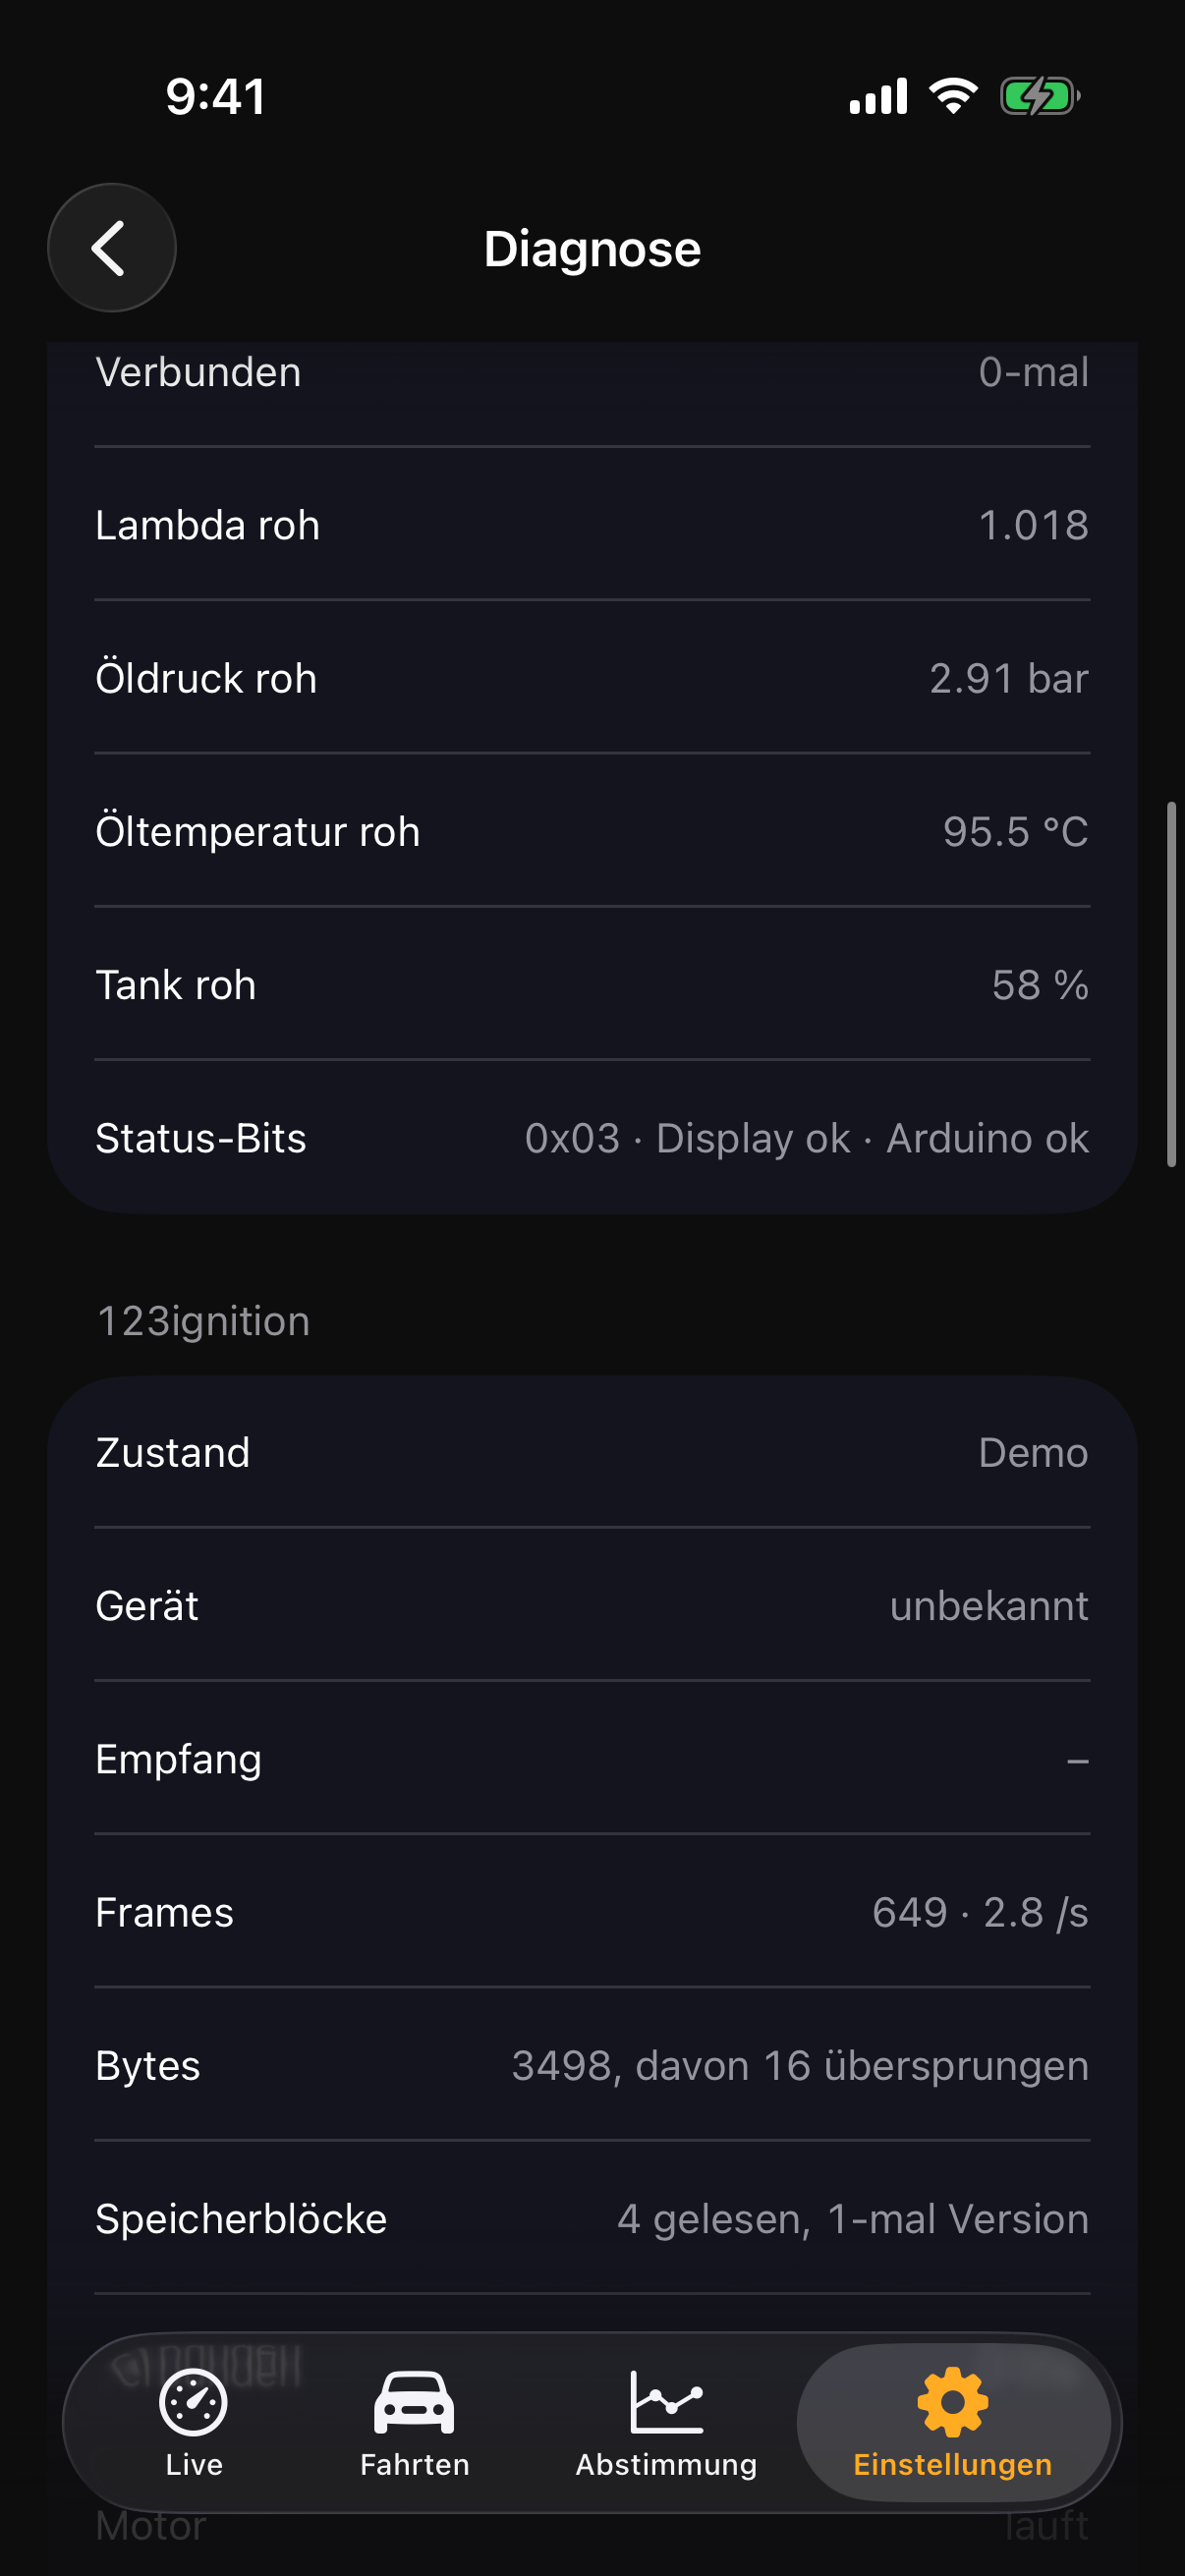 9:41
Diagnose
Verbunden 0-mal
Lambda roh 1.018
Öldruck roh 2.91 bar
Öltemperatur roh 95.5 °C
Tank roh 58 %
Status-Bits 0x03 · Display ok · Arduino ok
123ignition
Zustand Demo
Gerät unbekannt
Empfang –
Frames 649 · 2.8 /s
Bytes 3498, davon 16 übersprungen
Speicherblöcke 4 gelesen, 1-mal Version
Live Fahrten Abstimmung Einstellungen
Motor läuft